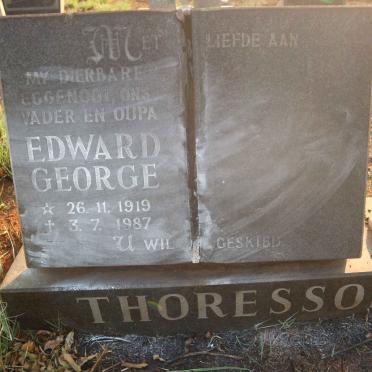 Met LIEFDE AAN
MY DIERBARE
EGGENOOT, ONS
VADER EN OUPA
EDWARD
GEORGE
☆ 26. 11. 1919
† 3. 7. 1987
U WIL GESKIED
THORESSO